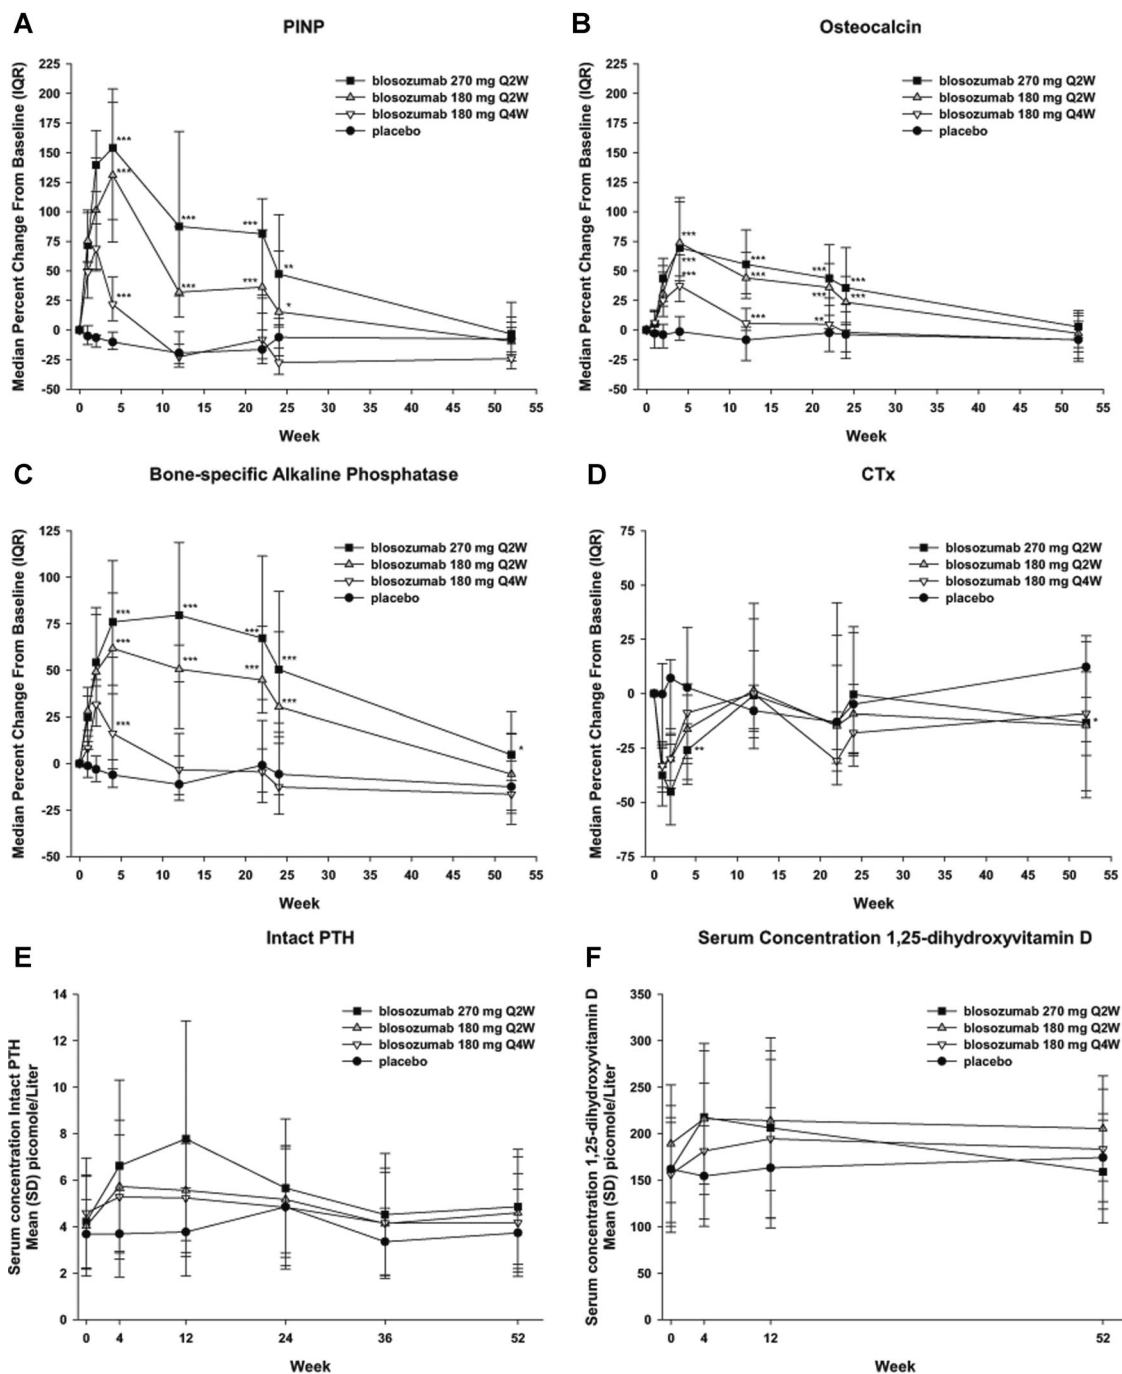 A
PINP
Median Percent Change From Baseline (IQR)
225
200
175
150
125
100
75
50
25
0
-25
-50
blosozumab 270 mg Q2W
blosozumab 180 mg Q2W
blosozumab 180 mg Q4W
placebo
***
***
***
***
***
***
***
**
*
0 5 10 15 20 25 30 35 40 45 50 55
Week
B
Osteocalcin
Median Percent Change From Baseline (IQR)
225
200
175
150
125
100
75
50
25
0
-25
-50
blosozumab 270 mg Q2W
blosozumab 180 mg Q2W
blosozumab 180 mg Q4W
placebo
***
***
***
***
***
***
***
***
**
***
***
0 5 10 15 20 25 30 35 40 45 50 55
Week
C
Bone-specific Alkaline Phosphatase
Median Percent Change From Baseline (IQR)
125
100
75
50
25
0
-25
-50
blosozumab 270 mg Q2W
blosozumab 180 mg Q2W
blosozumab 180 mg Q4W
placebo
***
***
***
***
***
***
***
***
***
*
0 5 10 15 20 25 30 35 40 45 50 55
Week
D
CTx
Median Percent Change From Baseline (IQR)
75
50
25
0
-25
-50
-75
blosozumab 270 mg Q2W
blosozumab 180 mg Q2W
blosozumab 180 mg Q4W
placebo
**
*
0 5 10 15 20 25 30 35 40 45 50 55
Week
E
Intact PTH
Serum concentration Intact PTH
Mean (SD) picomole/Liter
14
12
10
8
6
4
2
0
blosozumab 270 mg Q2W
blosozumab 180 mg Q2W
blosozumab 180 mg Q4W
placebo
0 4 12 24 36 52
Week
F
Serum Concentration 1,25-dihydroxyvitamin D
Serum concentration 1,25-dihydroxyvitamin D
Mean (SD) picomole/Liter
350
300
250
200
150
100
50
0
blosozumab 270 mg Q2W
blosozumab 180 mg Q2W
blosozumab 180 mg Q4W
placebo
0 4 12 52
Week